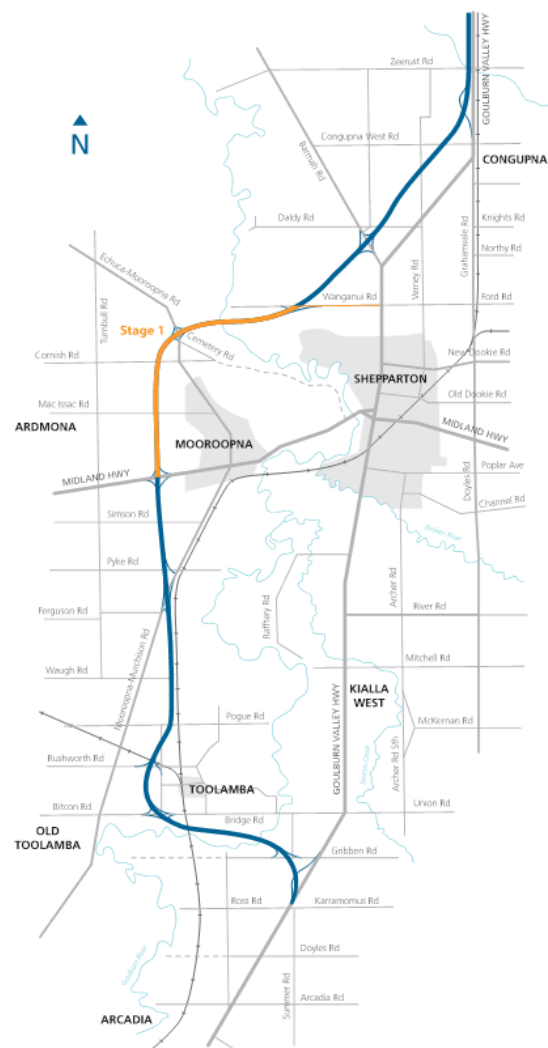 Zeerust Rd
GOULBURN VALLEY HWY
N
Congupna West Rd
CONGUPNA
Barmah Rd
Daldy Rd
Knights Rd
Grahamvale Rd
Verney Rd
Northy Rd
Echuca-Mooroopna Rd
Wanganui Rd
Ford Rd
Turnbull Rd
Stage 1
Cemetery Rd
Cornish Rd
New Dookie Rd
SHEPPARTON
Old Dookie Rd
Mac Issac Rd
ARDMONA
MOOROOPNA
MIDLAND HWY
MIDLAND HWY
Poplar Ave
Doyles Rd
Channel Rd
Simson Rd
Broken River
Pyke Rd
Archer Rd
Ferguson Rd
Raftery Rd
River Rd
Mooroopna-Murchison Rd
Mitchell Rd
Waugh Rd
KIALLA
WEST
GOULBURN VALLEY HWY
Pogue Rd
McKernan Rd
Archer Rd Sth
Rushworth Rd
TOOLAMBA
Bitcon Rd
Bridge Rd
Union Rd
OLD
TOOLAMBA
Gribben Rd
Ross Rd
Karramomus Rd
Goulburn River
Doyles Rd
Summer Rd
Arcadia Rd
ARCADIA